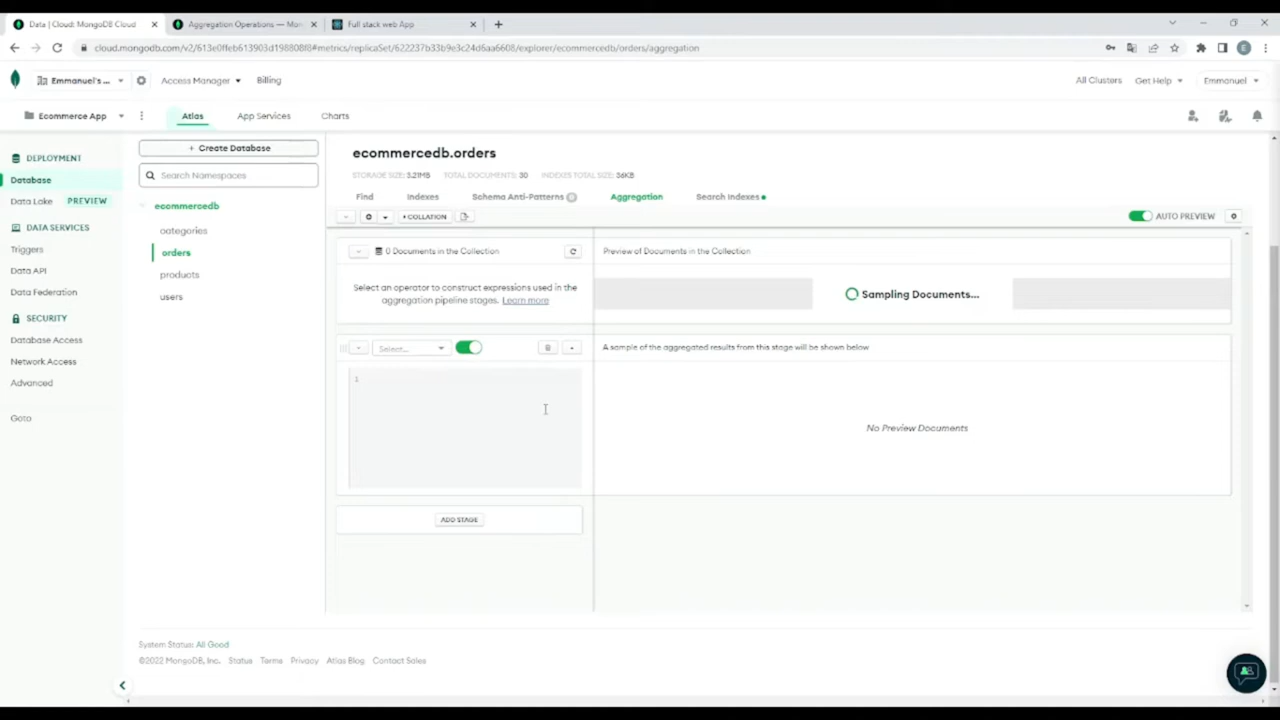 Data | Cloud: MongoDB Cloud
Aggregation Operations — Mon
Full stack web App
cloud.mongodb.com/v2/613e0ffeb613903d198808f8#metrics/replicaSet/622237b33b9e3c24d6aa6608/explorer/ecommercedb/orders/aggregation
E
Emmanuel's ...
Access Manager
Billing
All Clusters
Get Help
Emmanuel
Ecommerce App
Atlas
App Services
Charts
DEPLOYMENT
Database
Data Lake
PREVIEW
DATA SERVICES
Triggers
Data API
Data Federation
SECURITY
Database Access
Network Access
Advanced
Goto
+ Create Database
Search Namespaces
ecommercedb
categories
orders
products
users
ecommercedb.orders
STORAGE SIZE: 3.21MB TOTAL DOCUMENTS: 30 INDEXES TOTAL SIZE: 36KB
Find
Indexes
Schema Anti-Patterns 0
Aggregation
Search Indexes
COLLATION
AUTO PREVIEW
0 Documents in the Collection
Preview of Documents in the Collection
Select an operator to construct expressions used in the
aggregation pipeline stages. Learn more
Sampling Documents...
Select...
A sample of the aggregated results from this stage will be shown below
1
No Preview Documents
ADD STAGE
System Status: All Good
©2022 MongoDB, Inc. Status Terms Privacy Atlas Blog Contact Sales